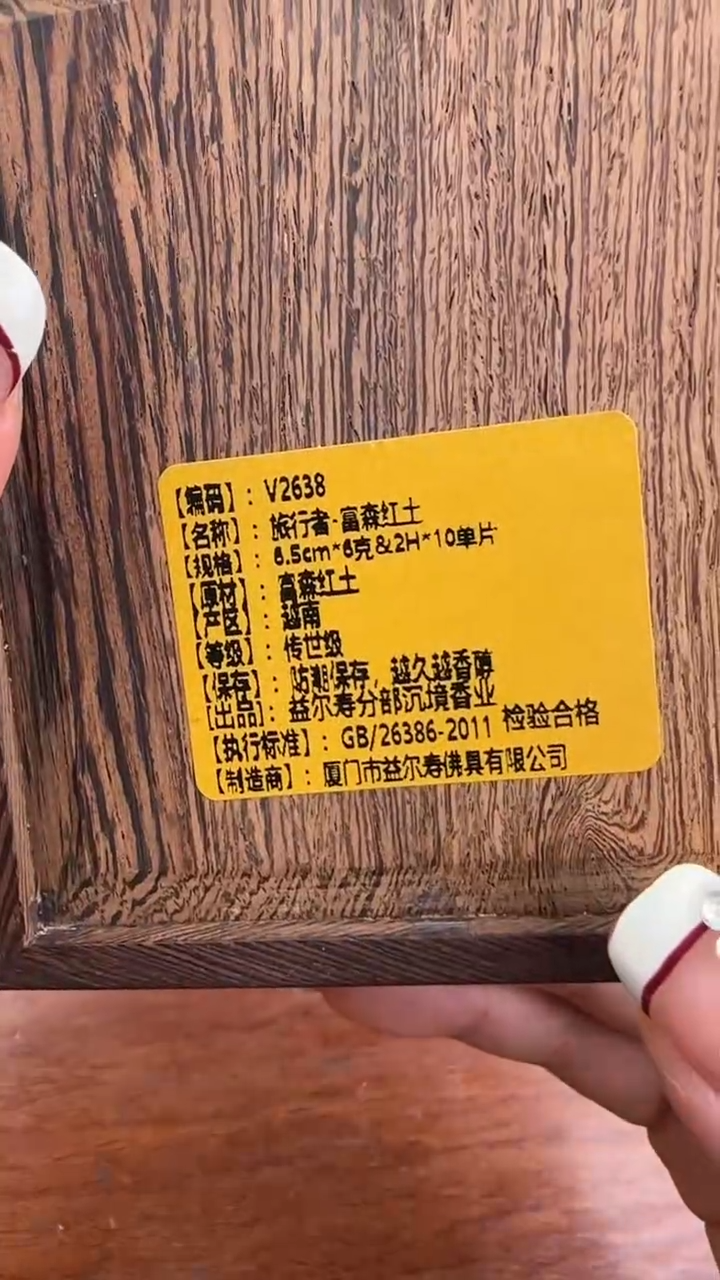 【编码】：V2638
【名称】：旅行者-富森红土
【规格】：6.5cm*6克&2H*10单片
【原材】：富森红土
【产区】：越南
【等级】：传世级
【保存】：防潮保存，越久越香醇
【出品】：益尔寿分部沉境香业
【执行标准】：GB/26386-2011 检验合格
【制造商】：厦门市益尔寿佛具有限公司